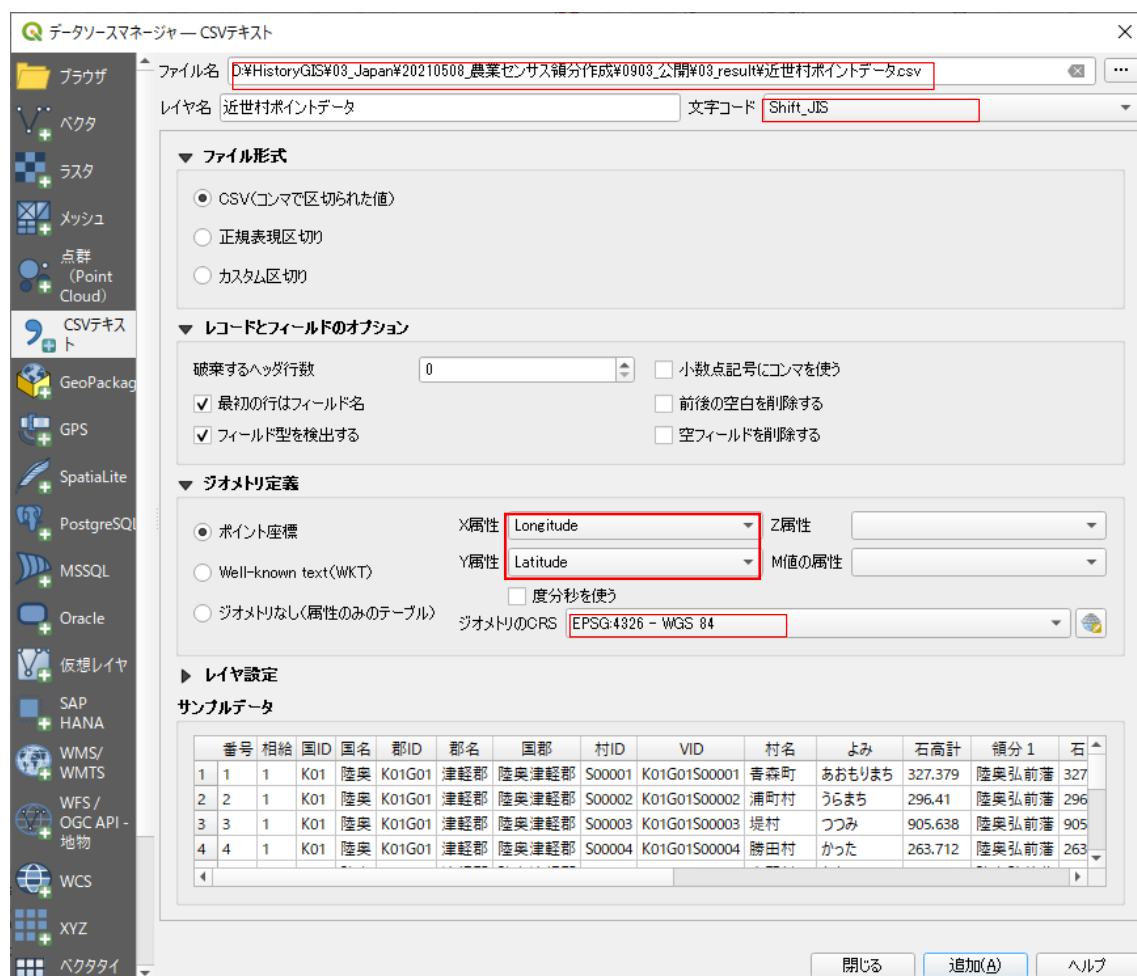 データソースマネージャ — CSVテキスト
ブラウザ
ベクタ
ラスタ
メッシュ
点群
(Point
Cloud)
CSVテキス
ト
GeoPackag
GPS
SpatiaLite
PostgreSQL
MSSQL
Oracle
仮想レイヤ
SAP
HANA
WMS/
WMTS
WFS /
OGC API -
地物
WCS
XYZ
ベクタタイ
ファイル名 D:¥HistoryGIS¥03_Japan¥20210508_農業センサス領分作成¥0903_公開¥03_result¥近世村ポイントデータ.csv ...
レイヤ名 近世村ポイントデータ 文字コード Shift_JIS
ファイル形式
CSV(コンマで区切られた値)
正規表現区切り
カスタム区切り
レコードとフィールドのオプション
破棄するヘッダ行数 0 小数点記号にコンマを使う
最初の行はフィールド名 前後の空白を削除する
フィールド型を検出する 空フィールドを削除する
ジオメトリ定義
ポイント座標 X属性 Longitude Z属性
Y属性 Latitude M値の属性
Well-known text(WKT)
度分秒を使う
ジオメトリなし(属性のみのテーブル) ジオメトリのCRS EPSG:4326 - WGS 84
レイヤ設定
サンプルデータ
番号 相給 国ID 国名 郡ID 郡名 国郡 村ID VID 村名 よみ 石高計 領分1 石
1 1 1 K01 陸奥 K01G01 津軽郡 陸奥津軽郡 S00001 K01G01S00001 青森町 あおもりまち 327.379 陸奥弘前藩 327
2 2 1 K01 陸奥 K01G01 津軽郡 陸奥津軽郡 S00002 K01G01S00002 浦町村 うらまち 296.41 陸奥弘前藩 296
3 3 1 K01 陸奥 K01G01 津軽郡 陸奥津軽郡 S00003 K01G01S00003 堤村 つつみ 905.638 陸奥弘前藩 905
4 4 1 K01 陸奥 K01G01 津軽郡 陸奥津軽郡 S00004 K01G01S00004 勝田村 かった 263.712 陸奥弘前藩 263
閉じる 追加(A) ヘルプ